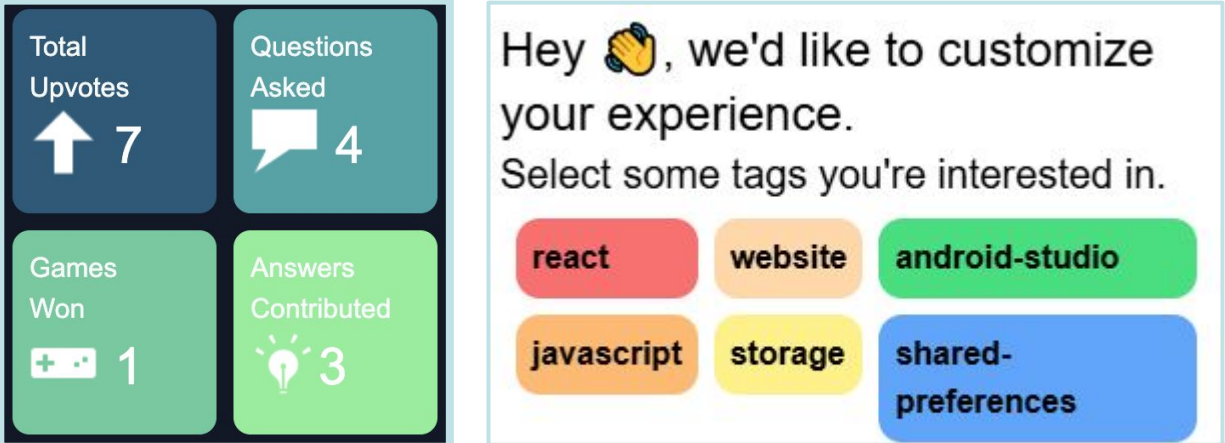 Total
Upvotes
7
Questions
Asked
4
Games
Won
1
Answers
Contributed
3
Hey 👋, we'd like to customize
your experience.
Select some tags you're interested in.
react
website
android-studio
javascript
storage
shared-
preferences